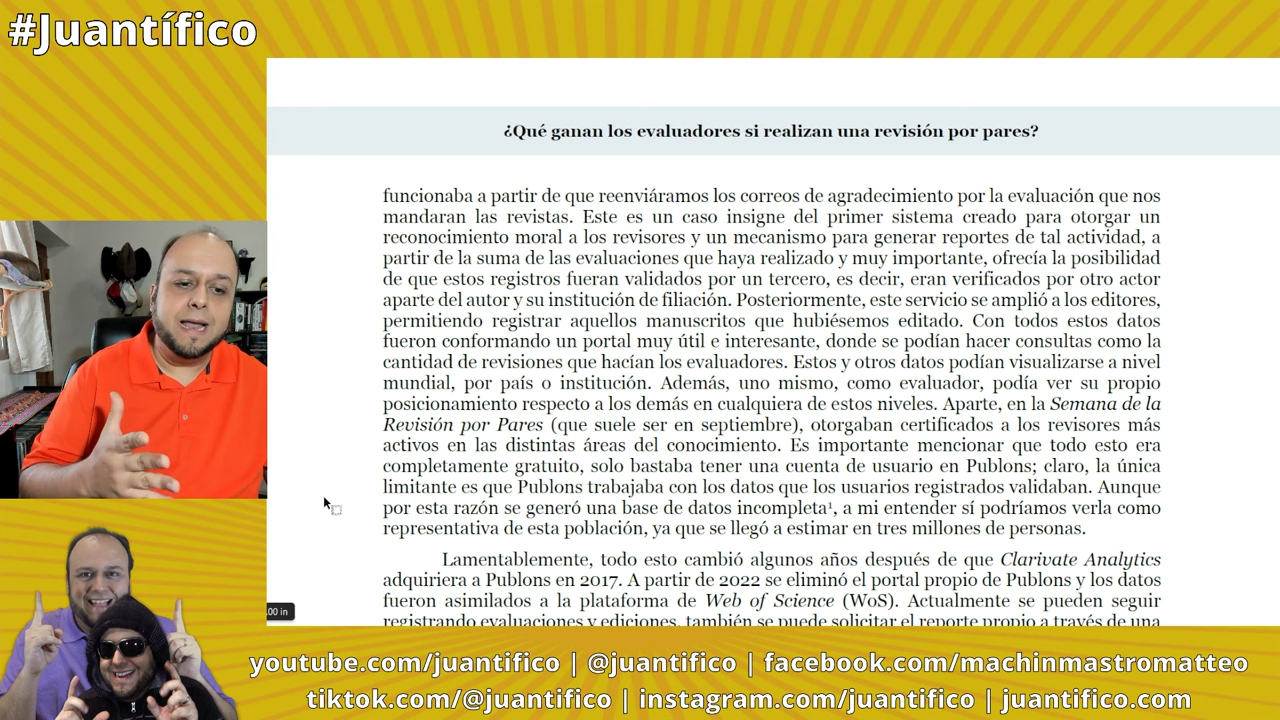 #Juantífico
¿Qué ganan los evaluadores si realizan una revisión por pares?
funcionaba a partir de que reenviáramos los correos de agradecimiento por la evaluación que nos
mandaran las revistas. Este es un caso insigne del primer sistema creado para otorgar un
reconocimiento moral a los revisores y un mecanismo para generar reportes de tal actividad, a
partir de la suma de las evaluaciones que haya realizado y muy importante, ofrecía la posibilidad
de que estos registros fueran validados por un tercero, es decir, eran verificados por otro actor
aparte del autor y su institución de filiación. Posteriormente, este servicio se amplió a los editores,
permitiendo registrar aquellos manuscritos que hubiésemos editado. Con todos estos datos
fueron conformando un portal muy útil e interesante, donde se podían hacer consultas como la
cantidad de revisiones que hacían los evaluadores. Estos y otros datos podían visualizarse a nivel
mundial, por país o institución. Además, uno mismo, como evaluador, podía ver su propio
posicionamiento respecto a los demás en cualquiera de estos niveles. Aparte, en la Semana de la
Revisión por Pares (que suele ser en septiembre), otorgaban certificados a los revisores más
activos en las distintas áreas del conocimiento. Es importante mencionar que todo esto era
completamente gratuito, solo bastaba tener una cuenta de usuario en Publons; claro, la única
limitante es que Publons trabajaba con los datos que los usuarios registrados validaban. Aunque
por esta razón se generó una base de datos incompleta¹, a mi entender sí podríamos verla como
representativa de esta población, ya que se llegó a estimar en tres millones de personas.
Lamentablemente, todo esto cambió algunos años después de que Clarivate Analytics
adquiriera a Publons en 2017. A partir de 2022 se eliminó el portal propio de Publons y los datos
fueron asimilados a la plataforma de Web of Science (WoS). Actualmente se pueden seguir
registrando evaluaciones y ediciones, también se puede solicitar el reporte propio a través de una
.00 in
youtube.com/juantifico | @juantifico | facebook.com/machinmastromatteo
tiktok.com/@juantifico | instagram.com/juantifico | juantifico.com